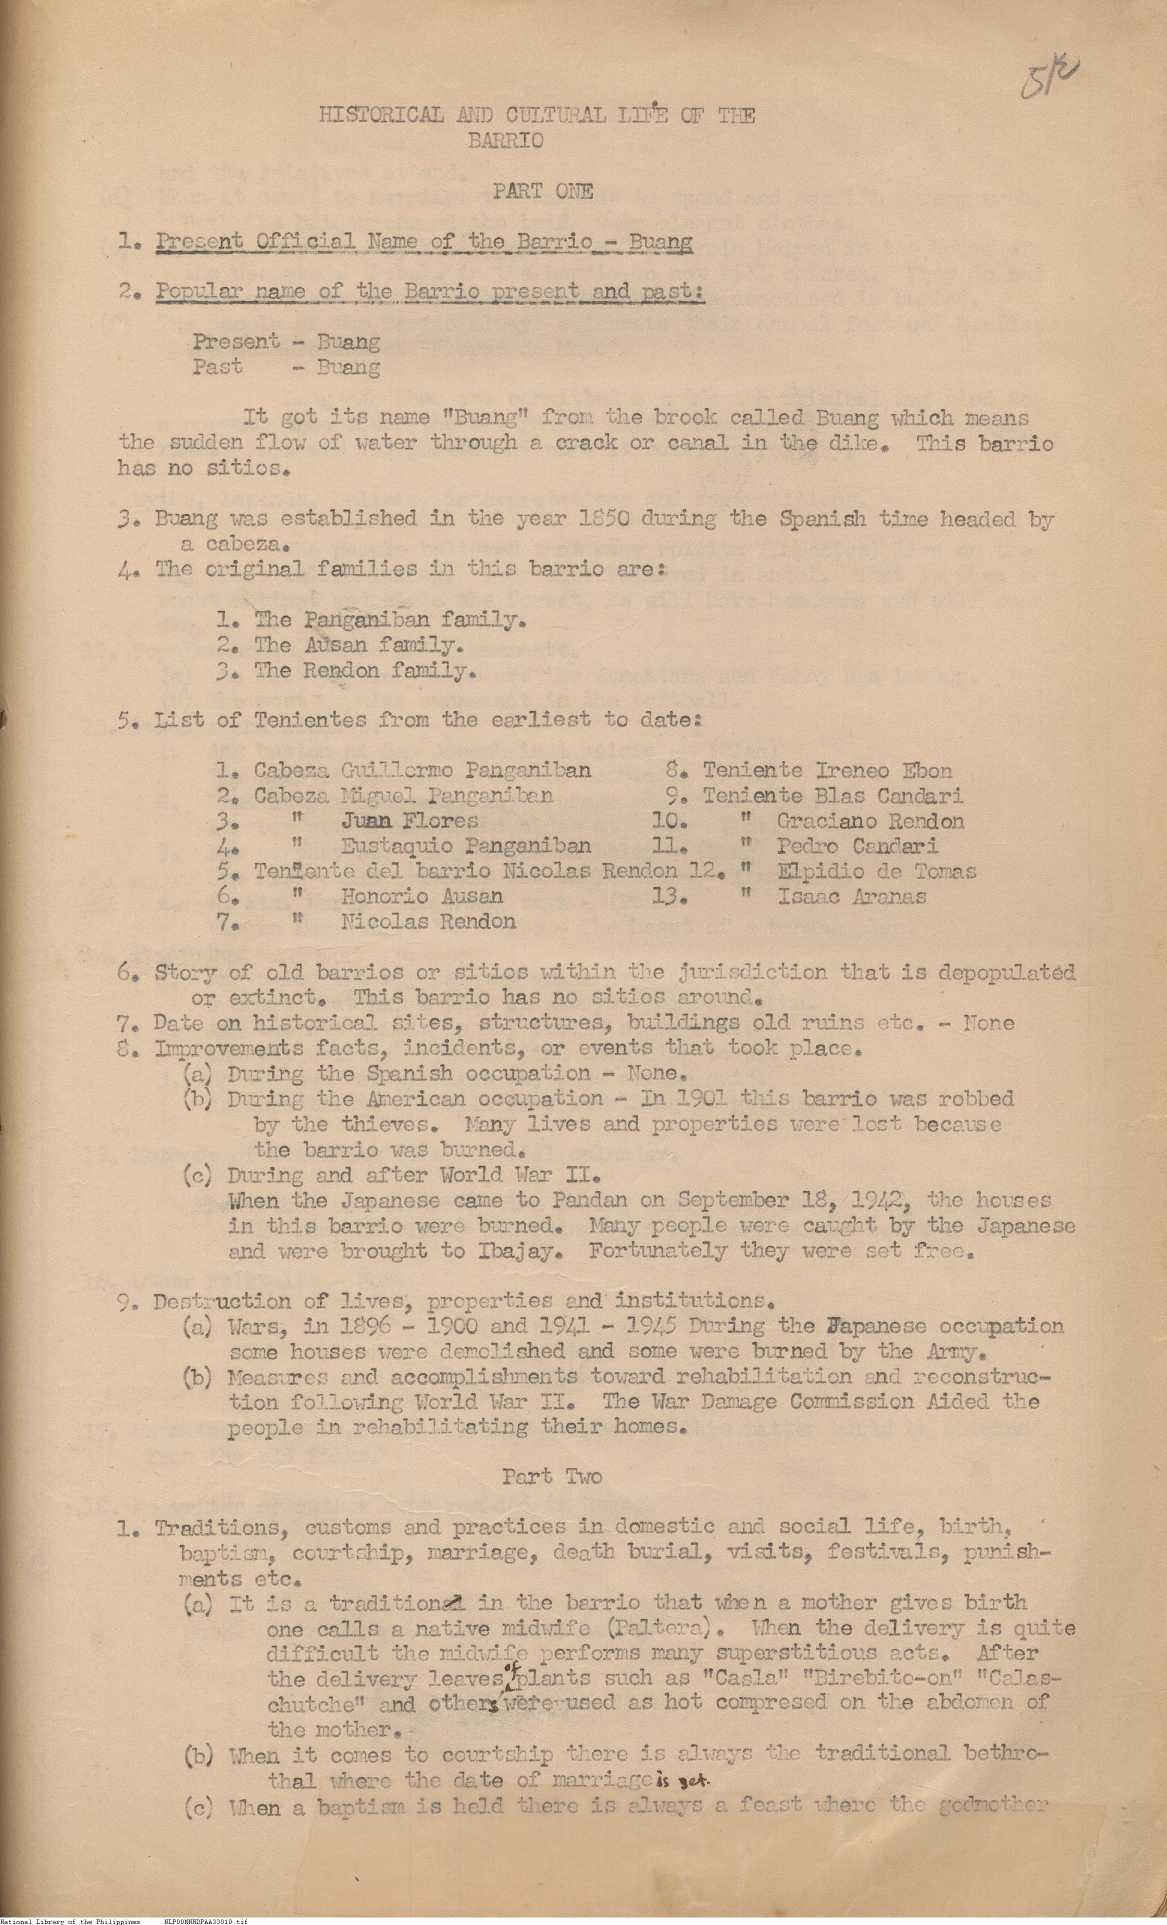 HISTORICAL AND CULTURAL LIFE OF THE
BARRIO
PART ONE
1. Present Official Name of the Barrio - Buang
2. Popular name of the Barrio present and past:
Present - Buang
Past - Buang
It got its name "Buang" from the brook called Buang which means
the sudden flow of water through a crack or canal in the dike. This barrio
has no sitios.
3. Buang was established in the year 1850 during the Spanish time headed by
a cabeza.
4. The original families in this barrio are:
1. The Panganiban family.
2. The Ausan family.
3. The Rendon family.
5. List of Tenientes from the earliest to date:
1. Cabeza Guillermo Panganiban 8. Teniente Ireneo Ebon
2. Cabeza Miguel Panganiban 9. Teniente Blas Candari
3. " Juan Flores 10. " Graciano Rendon
4. " Eustaquio Panganiban 11. " Pedro Candari
5. Teniente del barrio Nicolas Rendon 12. " Elpidio de Tomas
6. " Honorio Ausan 13. " Isaac Aranas
7. " Nicolas Rendon
6. Story of old barrios or sitios within the jurisdiction that is depopulated
or extinct. This barrio has no sitios around.
7. Date on historical sites, structures, buildings old ruins etc. - None
8. Improvements facts, incidents, or events that took place.
(a) During the Spanish occupation - None.
(b) During the American occupation - In 1901 this barrio was robbed
by the thieves. Many lives and properties were lost because
the barrio was burned.
(c) During and after World War II.
When the Japanese came to Pandan on September 18, 1942, the houses
in this barrio were burned. Many people were caught by the Japanese
and were brought to Ibajay. Fortunately they were set free.
9. Destruction of lives, properties and institutions.
(a) Wars, in 1896 - 1900 and 1941 - 1945 During the Japanese occupation
some houses were demolished and some were burned by the Army.
(b) Measures and accomplishments toward rehabilitation and reconstruc-
tion following World War II. The War Damage Commission Aided the
people in rehabilitating their homes.
Part Two
1. Traditions, customs and practices in domestic and social life, birth,
baptism, courtship, marriage, death burial, visits, festivals, punish-
ments etc.
(a) It is a tradition in the barrio that when a mother gives birth
one calls a native midwife (Paltera). When the delivery is quite
difficult the midwife performs many superstitious acts. After
the delivery leaves of plants such as "Casla" "Birebito-on" "Calas-
chutche" and others were used as hot compresed on the abdomen of
the mother.
(b) When it comes to courtship there is always the traditional bethro-
thal where the date of marriage is set.
(c) When a baptism is held there is always a feast where the godmother
National Library of the Philippines NLPOOMNHDPAA33010.tif